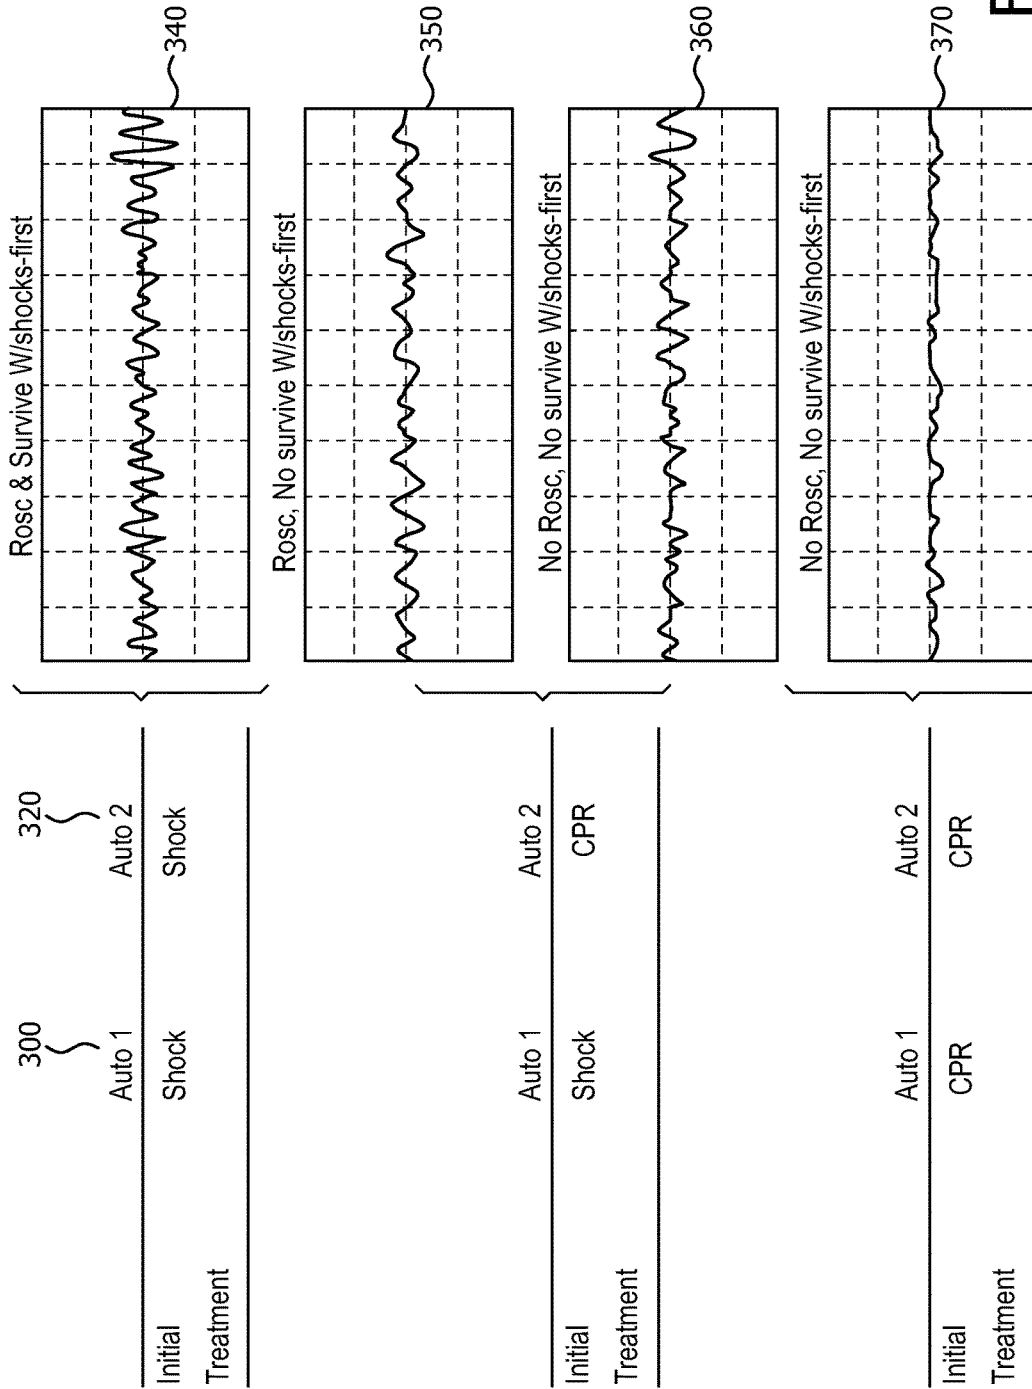 Rosc & Survive W/shocks-first
300
320
Auto 1
Auto 2
Initial
Treatment
Shock
Shock
340
Rosc, No survive W/shocks-first
350
Auto 1
Auto 2
Initial
Treatment
Shock
CPR
No Rosc, No survive W/shocks-first
360
No Rosc, No survive W/shocks-first
Auto 1
Auto 2
Initial
Treatment
CPR
CPR
370